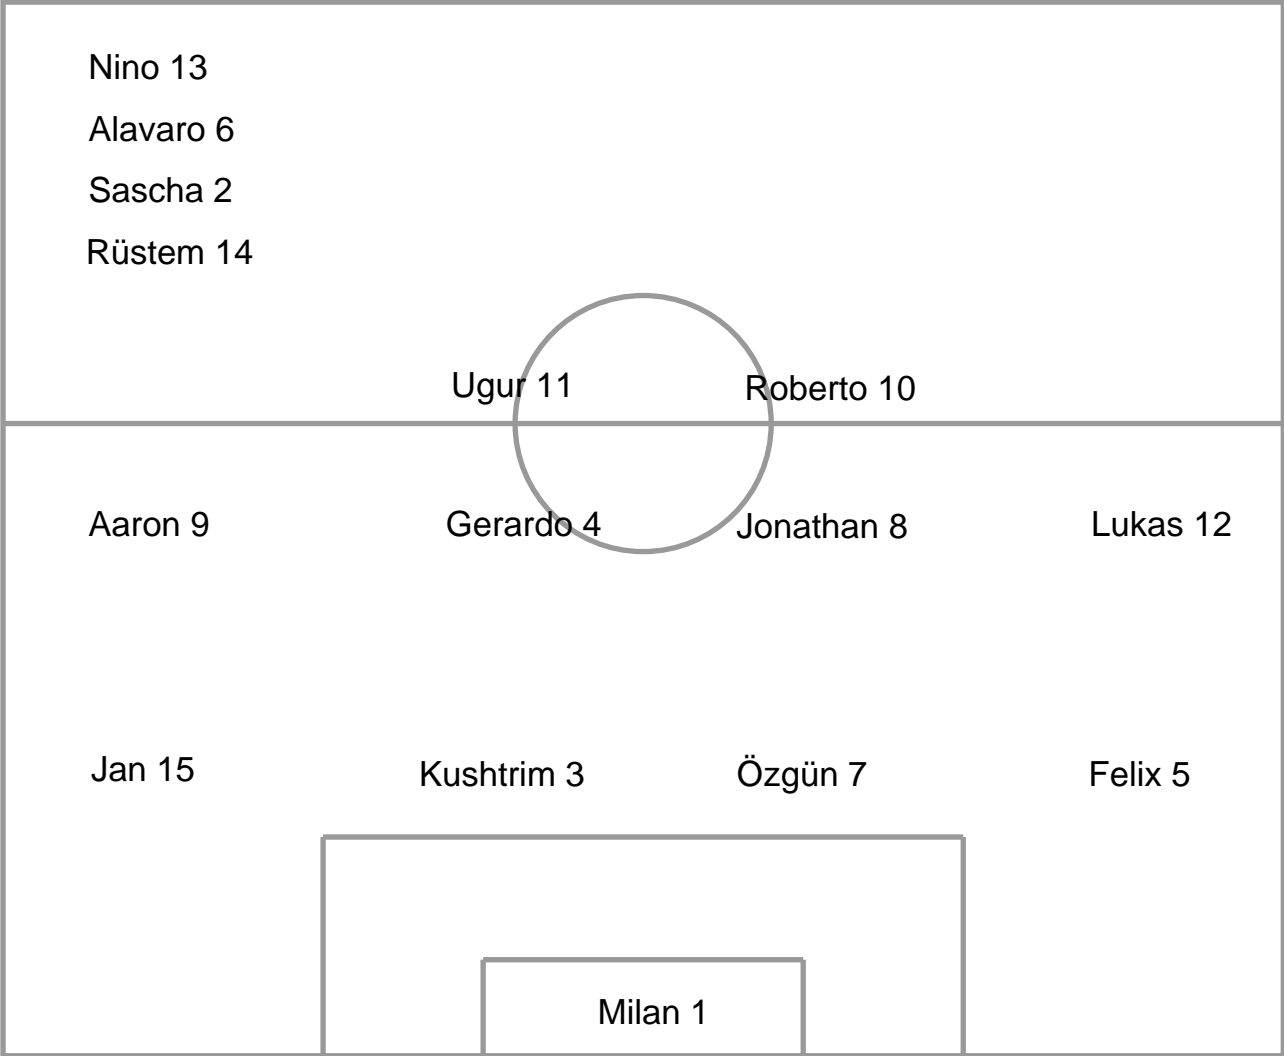 Nino 13
Alavaro 6
Sascha 2
Rüstem 14
Ugur 11
Roberto 10
Aaron 9
Gerardo 4
Jonathan 8
Lukas 12
Jan 15
Kushtrim 3
Özgün 7
Felix 5
Milan 1